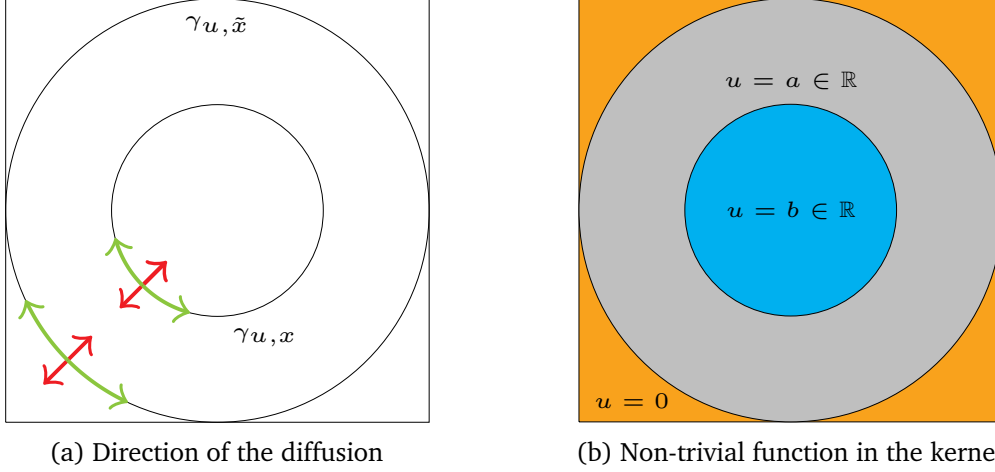 γu,x̃
γu,x
(a) Direction of the diffusion
u = a ∈ ℝ
u = b ∈ ℝ
u = 0
(b) Non-trivial function in the kerne